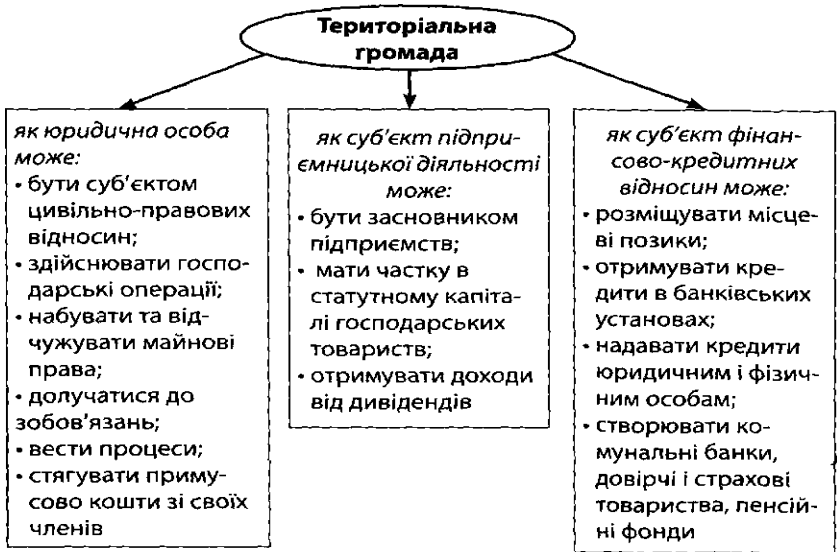 Територіальна
громада
як юридична особа
може:
• бути суб'єктом
цивільно-правових
відносин;
• здійснювати госпо-
дарські операції;
• набувати та від-
чужувати майнові
права;
• долучатися до
зобов'язань;
• вести процеси;
• стягувати приму-
сово кошти зі своїх
членів
як суб'єкт підпри-
ємницької діяльності
може:
• бути засновником
підприємств;
• мати частку в
статутному капіта-
лі господарських
товариств;
• отримувати доходи
від дивідендів
як суб'єкт фінан-
сово-кредитних
відносин може:
• розміщувати місце-
ві позики;
• отримувати кре-
дити в банківських
установах;
• надавати кредити
юридичним і фізич-
ним особам;
• створювати ко-
мунальні банки,
довірчі і страхові
товариства, пенсій-
ні фонди